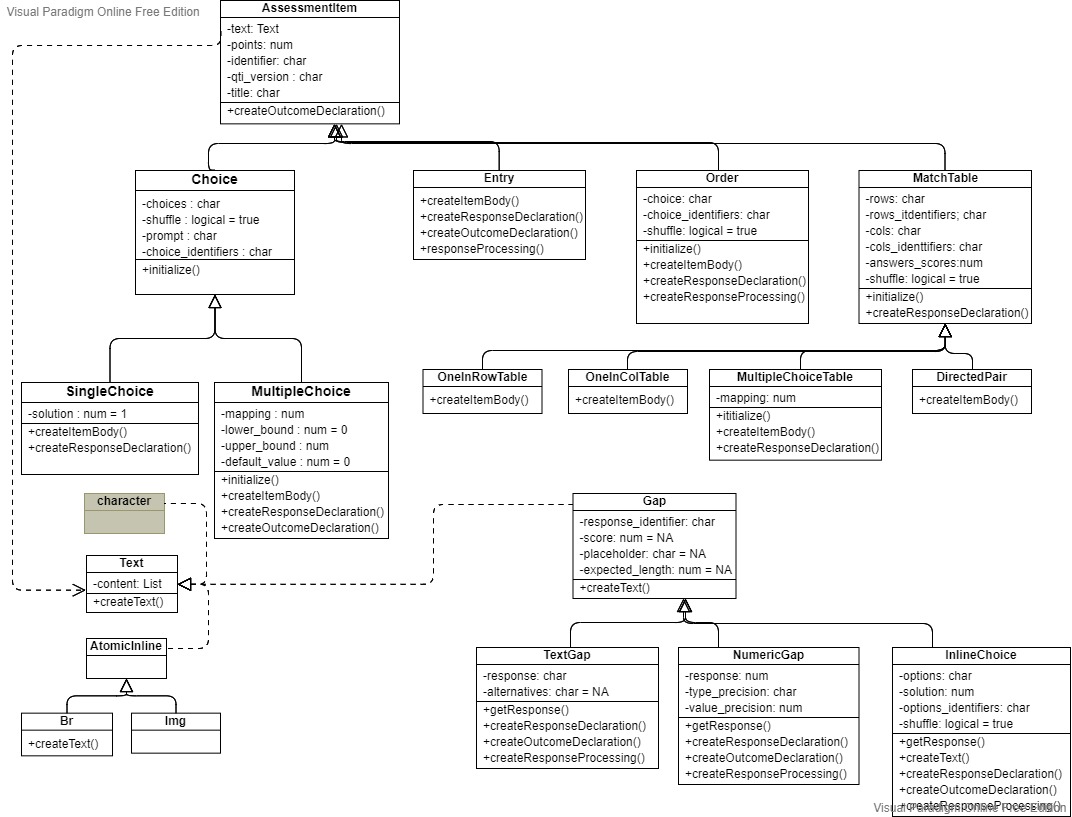 Visual Paradigm Online Free Edition
AssessmentItem
-text: Text
-points: num
-identifier: char
-qti_version : char
-title: char
+createOutcomeDeclaration()
Choice
-choices : char
-shuffle : logical = true
-prompt : char
-choice_identifiers : char
+initialize()
Entry
+createItemBody()
+createResponseDeclaration()
+createOutcomeDeclaration()
+responseProcessing()
Order
-choice: char
-choice_identifiers: char
-shuffle: logical = true
+initialize()
+createItemBody()
+createResponseDeclaration()
+createResponseProcessing()
MatchTable
-rows: char
-rows_itdentifiers; char
-cols: char
-cols_identtifiers: char
-answers_scores:num
-shuffle: logical = true
+initialize()
+createResponseDeclaration()
SingleChoice
-solution : num = 1
+createItemBody()
+createResponseDeclaration()
MultipleChoice
-mapping : num
-lower_bound : num = 0
-upper_bound : num
-default_value : num = 0
+initialize()
+createItemBody()
+createResponseDeclaration()
+createOutcomeDeclaration()
OneInRowTable
+createItemBody()
OneInColTable
+createItemBody()
MultipleChoiceTable
-mapping: num
+ititialize()
+createItemBody()
+createResponseDeclaration()
DirectedPair
+createItemBody()
character
Text
-content: List
+createText()
AtomicInline
Br
+createText()
Img
Gap
-response_identifier: char
-score: num = NA
-placeholder: char = NA
-expected_length: num = NA
+createText()
TextGap
-response: char
-alternatives: char = NA
+getResponse()
+createResponseDeclaration()
+createOutcomeDeclaration()
+createResponseProcessing()
NumericGap
-response: num
-type_precision: char
-value_precision: num
+getResponse()
+createResponseDeclaration()
+createOutcomeDeclaration()
+createResponseProcessing()
InlineChoice
-options: char
-solution: num
-options_identifiers: char
-shuffle: logical = true
+getResponse()
+createText()
+createResponseDeclaration()
+createOutcomeDeclaration()
+createResponseProcessing()
Visual Paradigm Online Free Edition